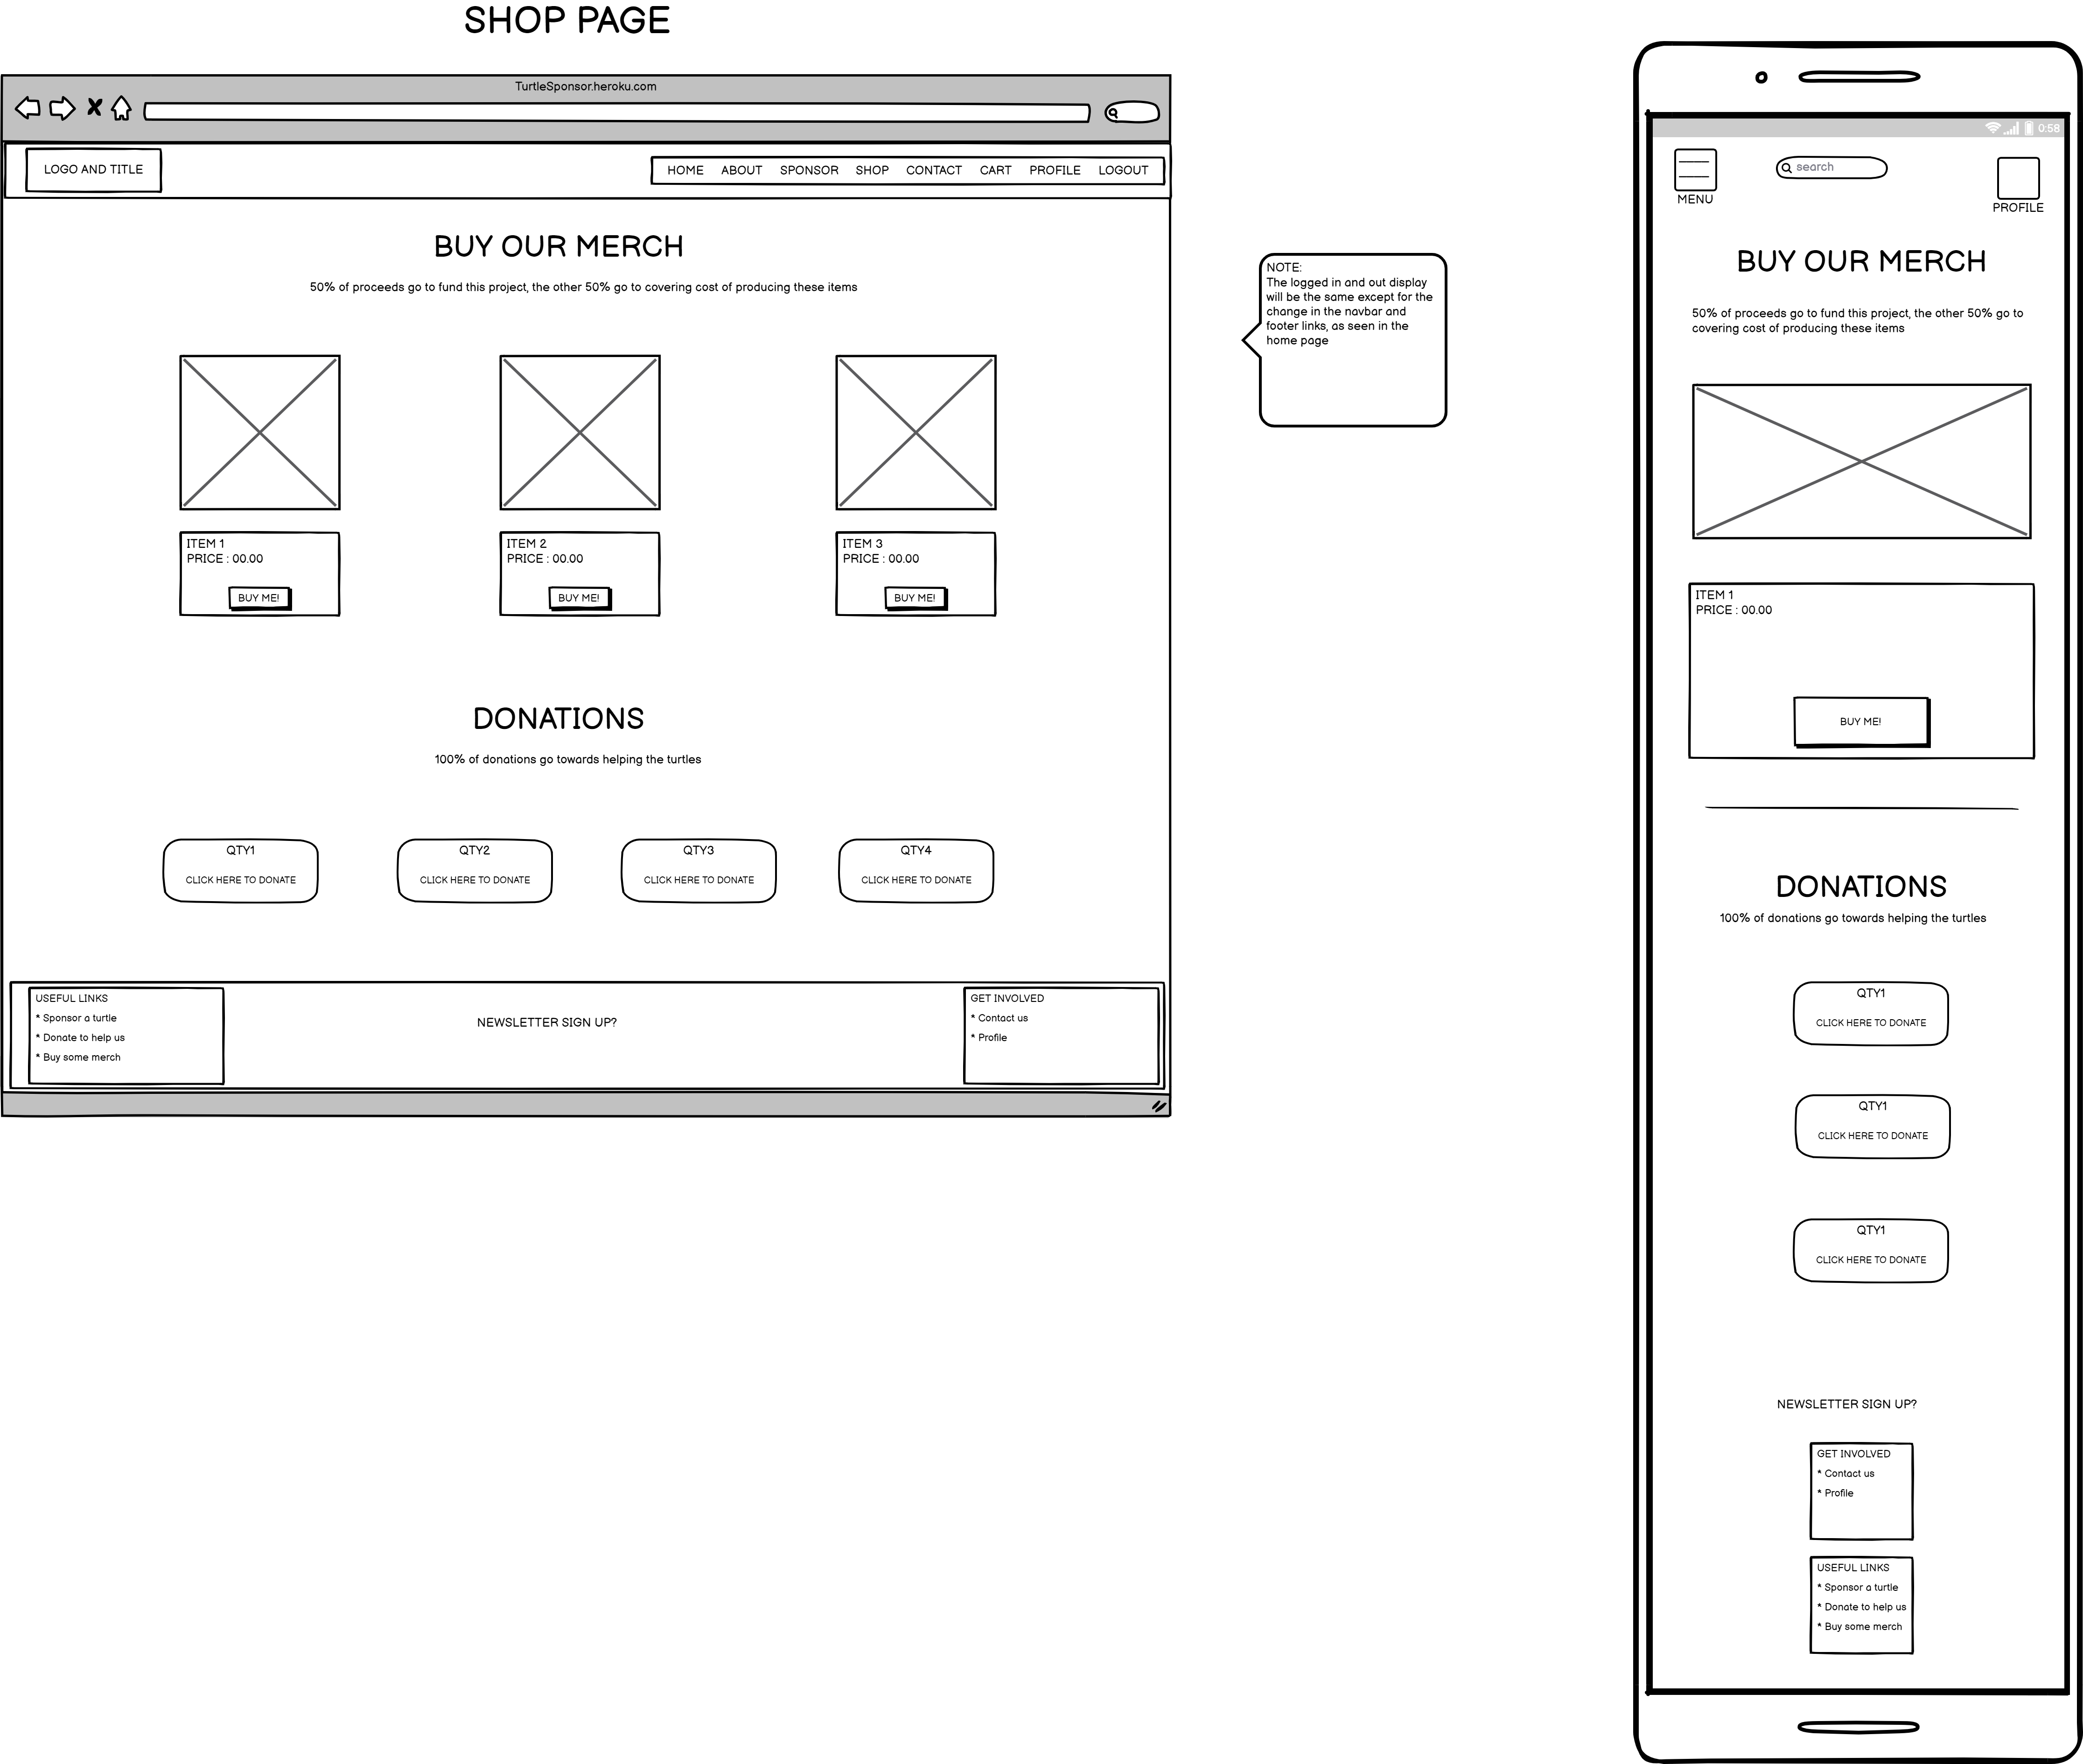 SHOP PAGE
TurtleSponsor.heroku.com
LOGO AND TITLE
HOME ABOUT SPONSOR SHOP CONTACT CART PROFILE LOGOUT
BUY OUR MERCH
50% of proceeds go to fund this project, the other 50% go to covering cost of producing these items
ITEM 1
PRICE : 00.00
BUY ME!
ITEM 2
PRICE : 00.00
BUY ME!
ITEM 3
PRICE : 00.00
BUY ME!
DONATIONS
100% of donations go towards helping the turtles
QTY1
CLICK HERE TO DONATE
QTY2
CLICK HERE TO DONATE
QTY3
CLICK HERE TO DONATE
QTY4
CLICK HERE TO DONATE
USEFUL LINKS
* Sponsor a turtle
* Donate to help us
* Buy some merch
NEWSLETTER SIGN UP?
GET INVOLVED
* Contact us
* Profile
NOTE:
The logged in and out display
will be the same except for the
change in the navbar and
footer links, as seen in the
home page
0:58
MENU
search
PROFILE
BUY OUR MERCH
50% of proceeds go to fund this project, the other 50% go to
covering cost of producing these items
ITEM 1
PRICE : 00.00
BUY ME!
DONATIONS
100% of donations go towards helping the turtles
QTY1
CLICK HERE TO DONATE
QTY1
CLICK HERE TO DONATE
QTY1
CLICK HERE TO DONATE
NEWSLETTER SIGN UP?
GET INVOLVED
* Contact us
* Profile
USEFUL LINKS
* Sponsor a turtle
* Donate to help us
* Buy some merch